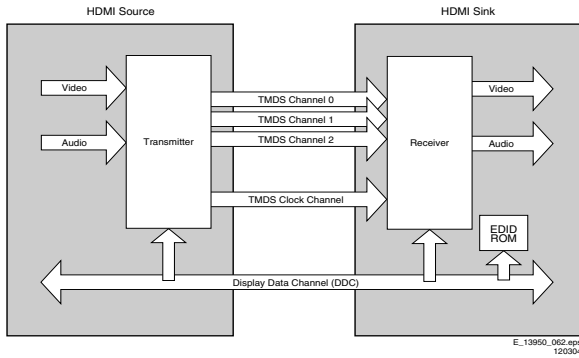 HDMI Source
HDMI Sink
Video
Audio
Transmitter
TMDS Channel 0
TMDS Channel 1
TMDS Channel 2
TMDS Clock Channel
Receiver
Video
Audio
EDID
ROM
Display Data Channel (DDC)
E_13950_062.eps
120304